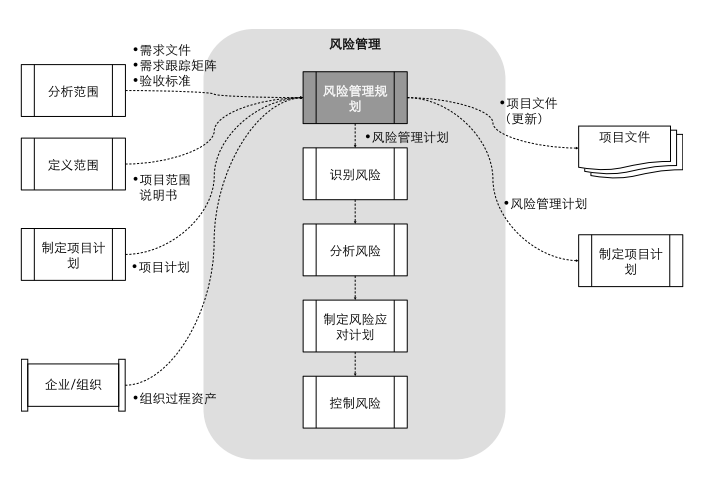 风险管理
•需求文件
•需求跟踪矩阵
•验收标准
分析范围
定义范围
•项目范围
说明书
制定项目计
划
•项目计划
企业/组织
•组织过程资产
风险管理规
划
•风险管理计划
识别风险
分析风险
制定风险应
对计划
控制风险
•项目文件
（更新）
项目文件
•风险管理计划
制定项目计
划